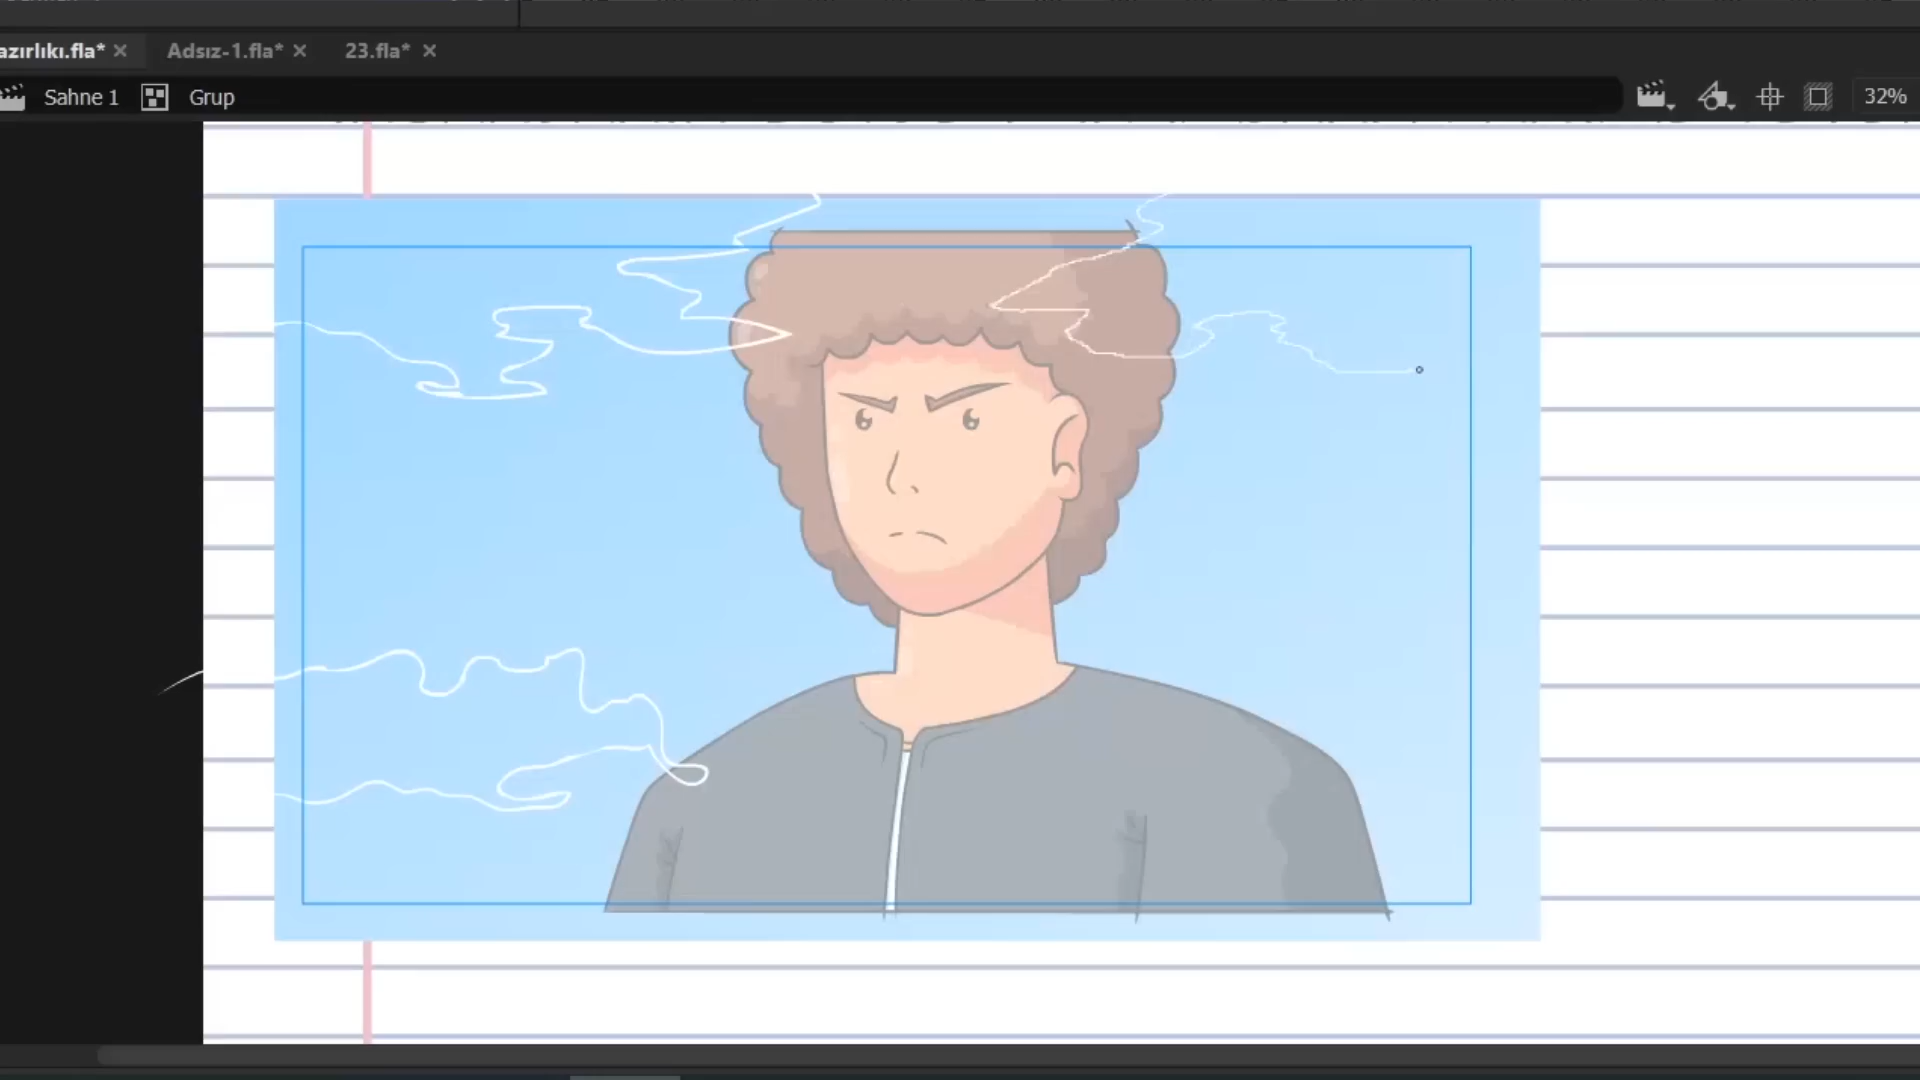 azırlıkı.fla* × Adsız-1.fla* × 23.fla* ×
Sahne 1 Grup 32%